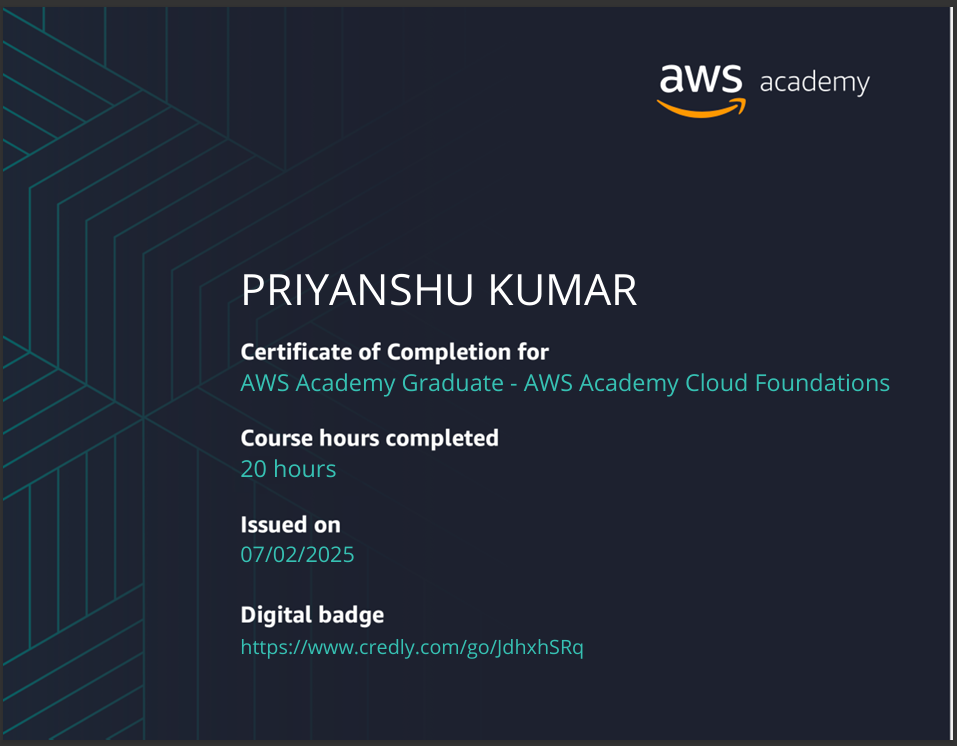 aws academy
PRIYANSHU KUMAR
Certificate of Completion for
AWS Academy Graduate - AWS Academy Cloud Foundations
Course hours completed
20 hours
Issued on
07/02/2025
Digital badge
https://www.credly.com/go/JdhxhSRq